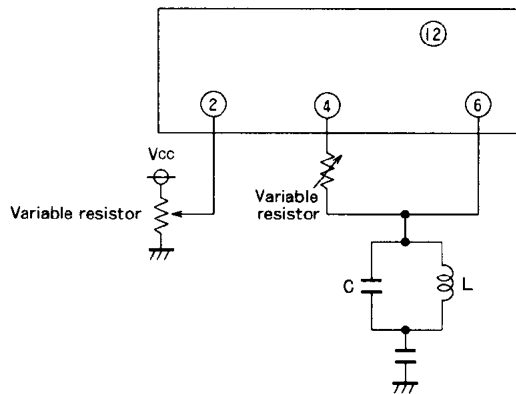 12
2
4
6
Vcc
Variable resistor
Variable
resistor
C
L